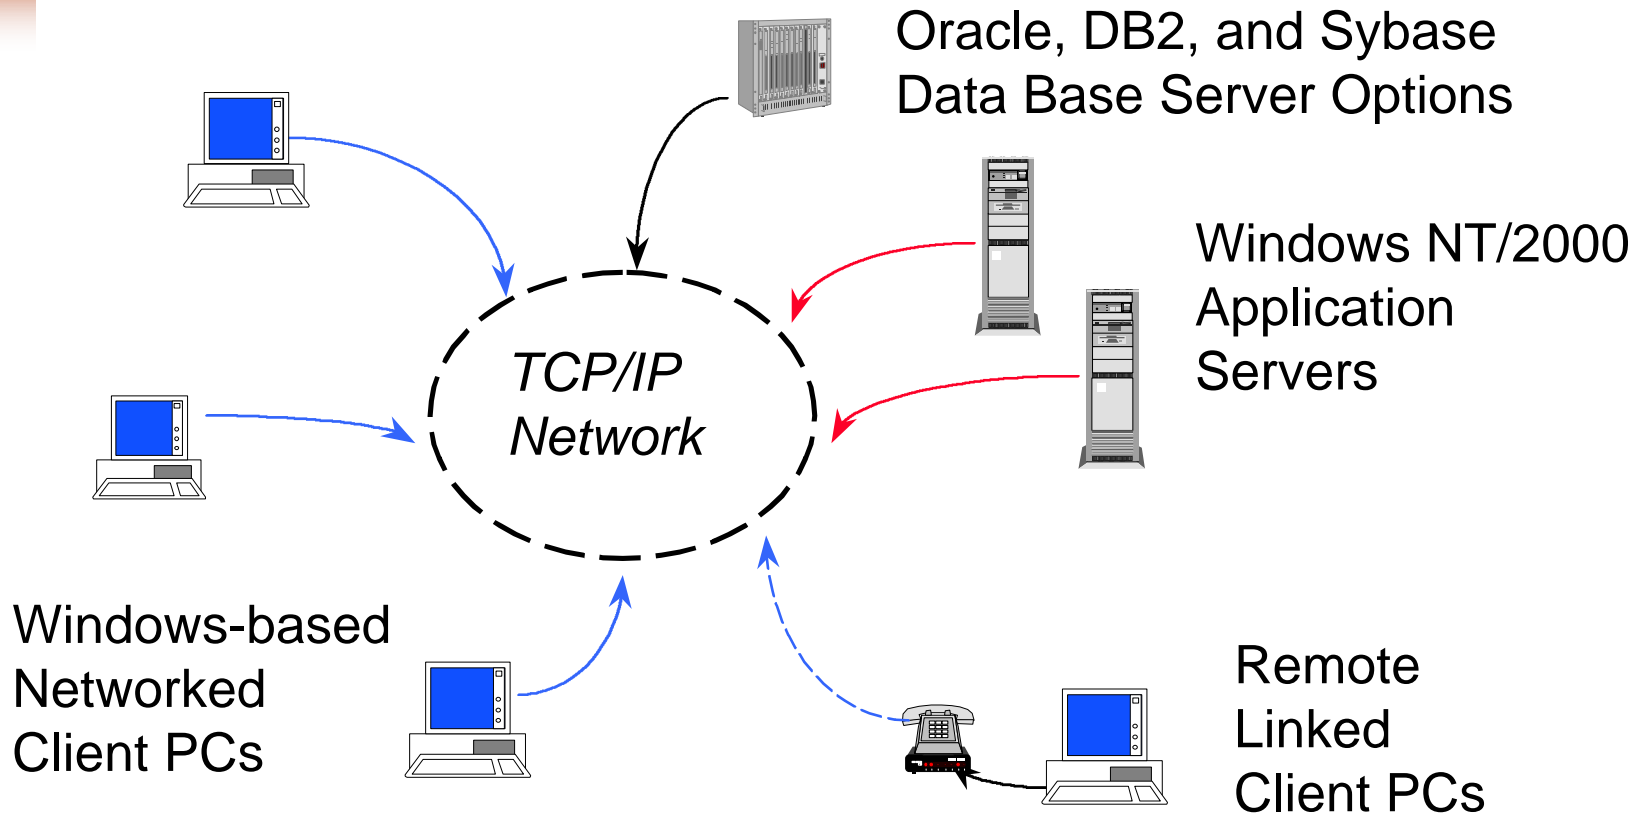 Oracle, DB2, and Sybase
Data Base Server Options
Windows NT/2000
Application
Servers
TCP/IP
Network
Windows-based
Networked
Client PCs
Remote
Linked
Client PCs